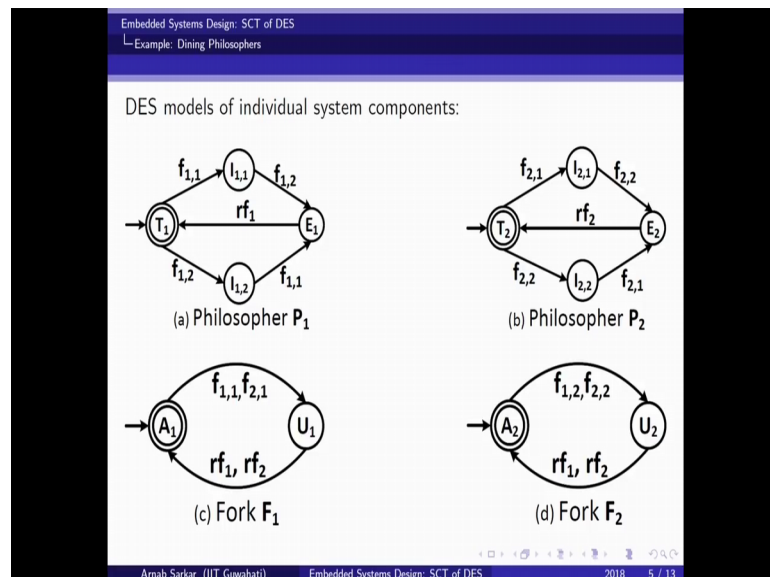 Embedded Systems Design: SCT of DES
Example: Dining Philosophers
DES models of individual system components:
f1,1 I1,1 f1,2
T1 rf1 E1
f1,2 I1,2 f1,1
(a) Philosopher P1
f2,1 I2,1 f2,2
T2 rf2 E2
f2,2 I2,2 f2,1
(b) Philosopher P2
f1,1,f2,1
A1 U1
rf1, rf2
(c) Fork F1
f1,2,f2,2
A2 U2
rf1, rf2
(d) Fork F2
Arnab Sarkar (IIT Guwahati) Embedded Systems Design: SCT of DES 2018 5 / 13